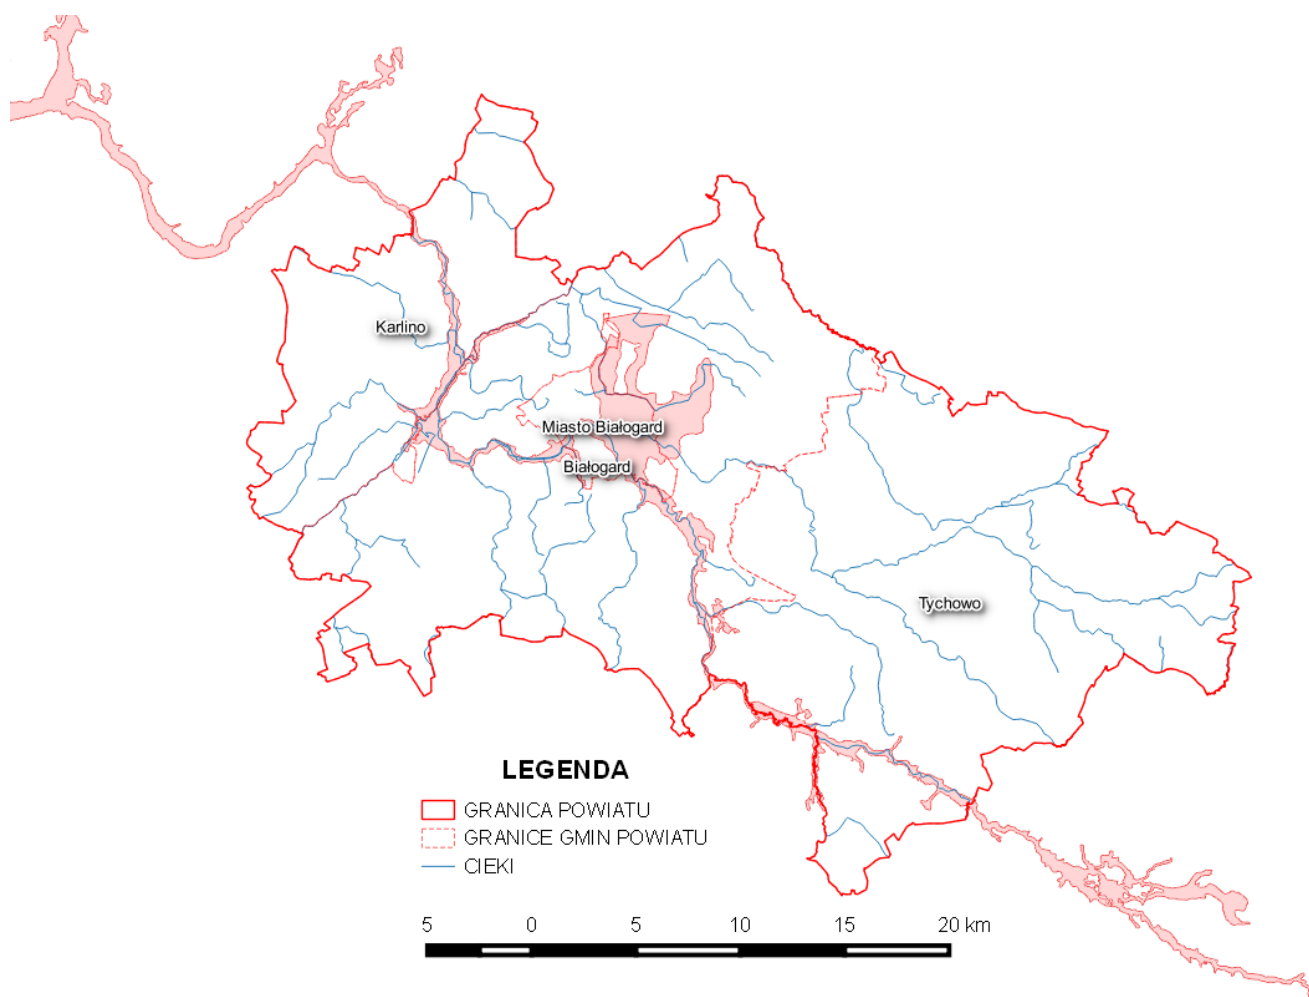 Karlino
Miasto Białogard
Białogard
Tychowo
LEGENDA
GRANICA POWIATU
GRANICE GMIN POWIATU
CIEKI
5 0 5 10 15 20 km